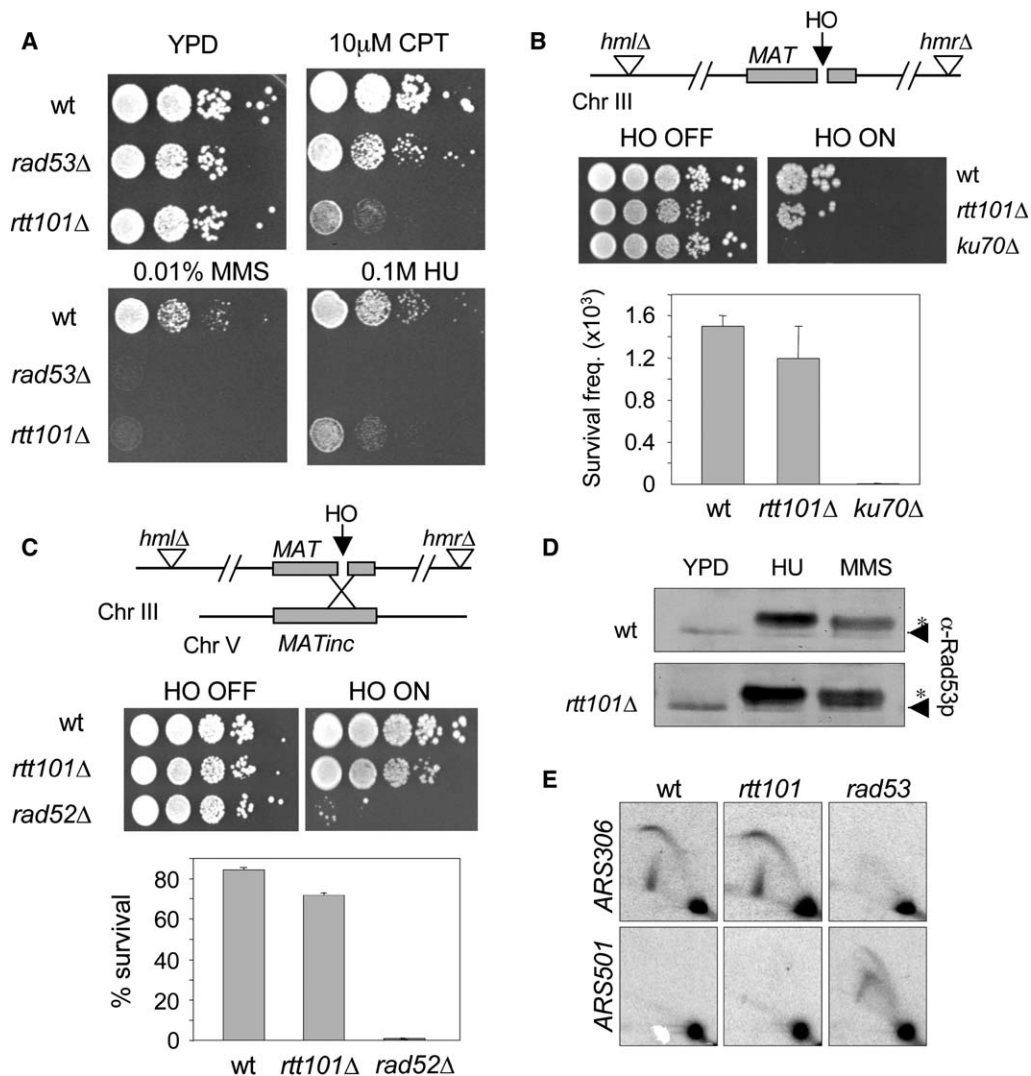 A
YPD
10μM CPT
wt
rad53Δ
rtt101Δ
0.01% MMS
0.1M HU
wt
rad53Δ
rtt101Δ
B
HO
hmlΔ
MAT
hmrΔ
Chr III
HO OFF
HO ON
wt
rtt101Δ
ku70Δ
Survival freq. (x10³)
1.6
1.2
0.8
0.4
0
wt
rtt101Δ
ku70Δ
C
HO
hmlΔ
MAT
hmrΔ
Chr III
Chr V
MATinc
HO OFF
HO ON
wt
rtt101Δ
rad52Δ
% survival
80
60
40
20
0
wt
rtt101Δ
rad52Δ
D
YPD
HU
MMS
wt
*
rtt101Δ
*
α-Rad53p
E
wt
rtt101
rad53
ARS306
ARS501